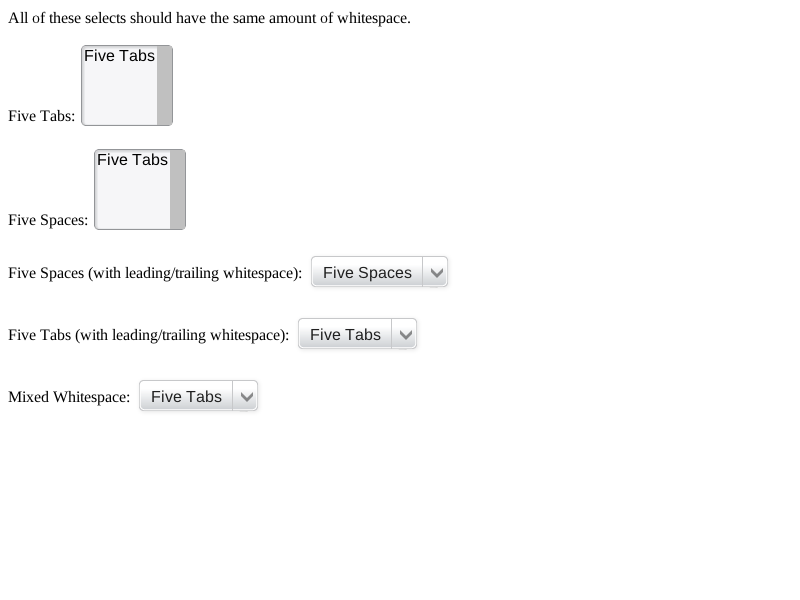 All of these selects should have the same amount of whitespace.
Five Tabs
Five Tabs:
Five Tabs
Five Spaces:
Five Spaces (with leading/trailing whitespace): Five Spaces
Five Tabs (with leading/trailing whitespace): Five Tabs
Mixed Whitespace: Five Tabs